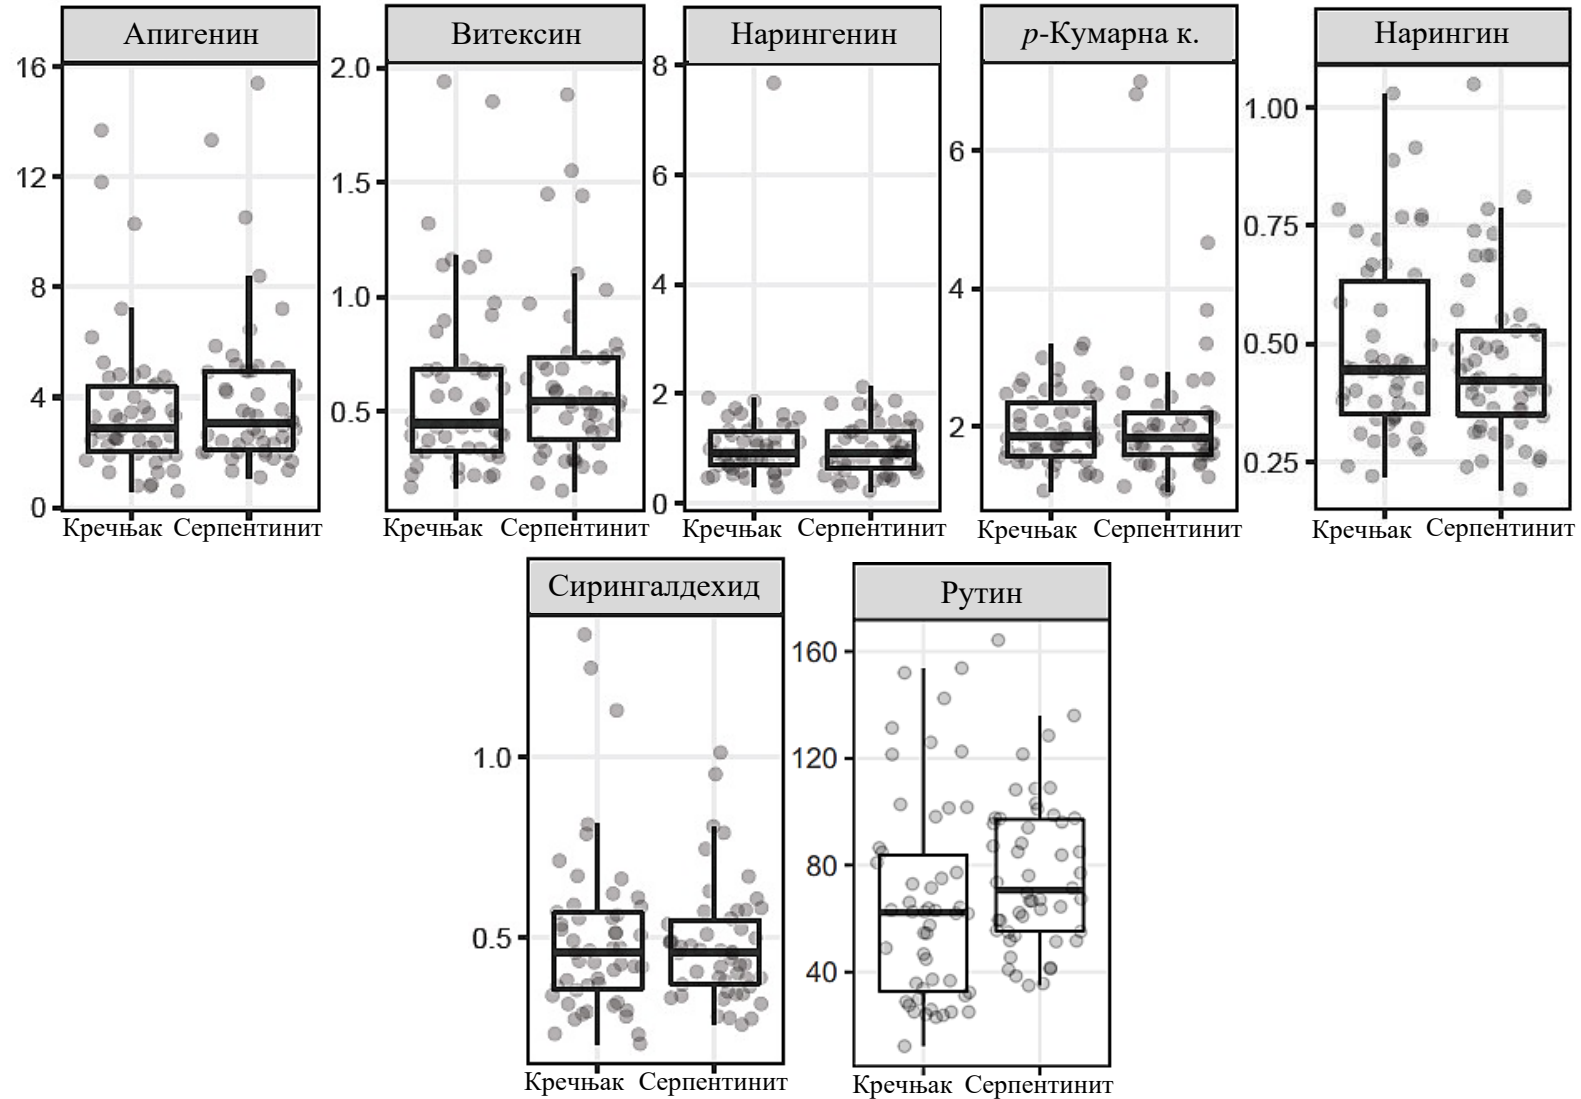 Апигенин
16
12
8
4
0
Кречњак Серпентинит
Витексин
2.0
1.5
1.0
0.5
Кречњак Серпентинит
Нарингенин
8
6
4
2
0
Кречњак Серпентинит
p-Кумарна к.
6
4
2
Кречњак Серпентинит
Нарингин
1.00
0.75
0.50
0.25
Кречњак Серпентинит
Сирингалдехид
1.0
0.5
Кречњак Серпентинит
Рутин
160
120
80
40
Кречњак Серпентинит